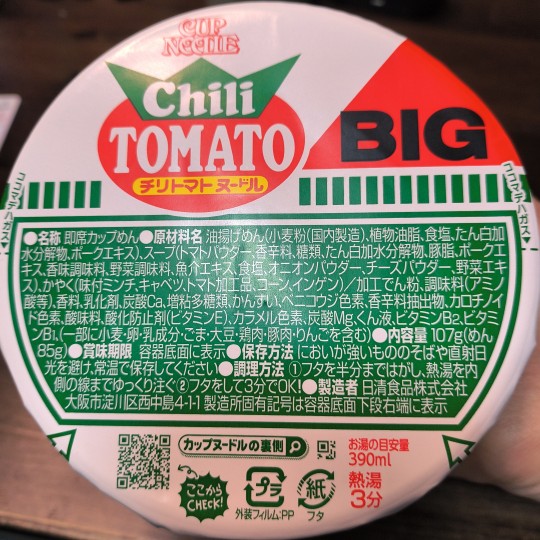 CUP
NOODLE
Chili
TOMATO
チリトマト ヌードル
BIG
ココマデハガス
ココマデハガス
●名称 即席カップめん●原材料名 油揚げめん(小麦粉(国内製造)、植物油脂、食塩、たん白加
水分解物、ポークエキス)、スープ(トマトパウダー、香辛料、糖類、たん白加水分解物、豚脂、ポークエ
キス、香味調味料、野菜調味料、魚介エキス、食塩、オニオンパウダー、チーズパウダー、野菜エキ
ス)、かやく(味付ミンチ、キャベツ、トマト加工品、コーン、インゲン)/加工でん粉、調味料(アミノ
酸等)、香料、乳化剤、炭酸Ca、増粘多糖類、かんすい、ベニコウジ色素、香辛料抽出物、カロチノイ
ド色素、酸味料、酸化防止剤(ビタミンE)、カラメル色素、炭酸Mg、くん液、ビタミンB2、ビタミ
ンB1、(一部に小麦・卵・乳成分・ごま・大豆・鶏肉・豚肉・りんごを含む)●内容量 107g(めん
85g)●賞味期限 容器底面に表示●保存方法 においが強いもののそばや直射日
光を避け、常温で保存してください●調理方法 ①フタを半分まではがし、熱湯を内
側の線までゆっくり注ぐ②フタをして3分でOK!●製造者 日清食品株式会社
大阪市淀川区西中島4-1-1 製造所固有記号は容器底面下段右端に表示
カップヌードルの裏側
ここから
CHECK!
プラ
外装フィルム:PP
紙
フタ
お湯の目安量
390ml
熱湯
3分